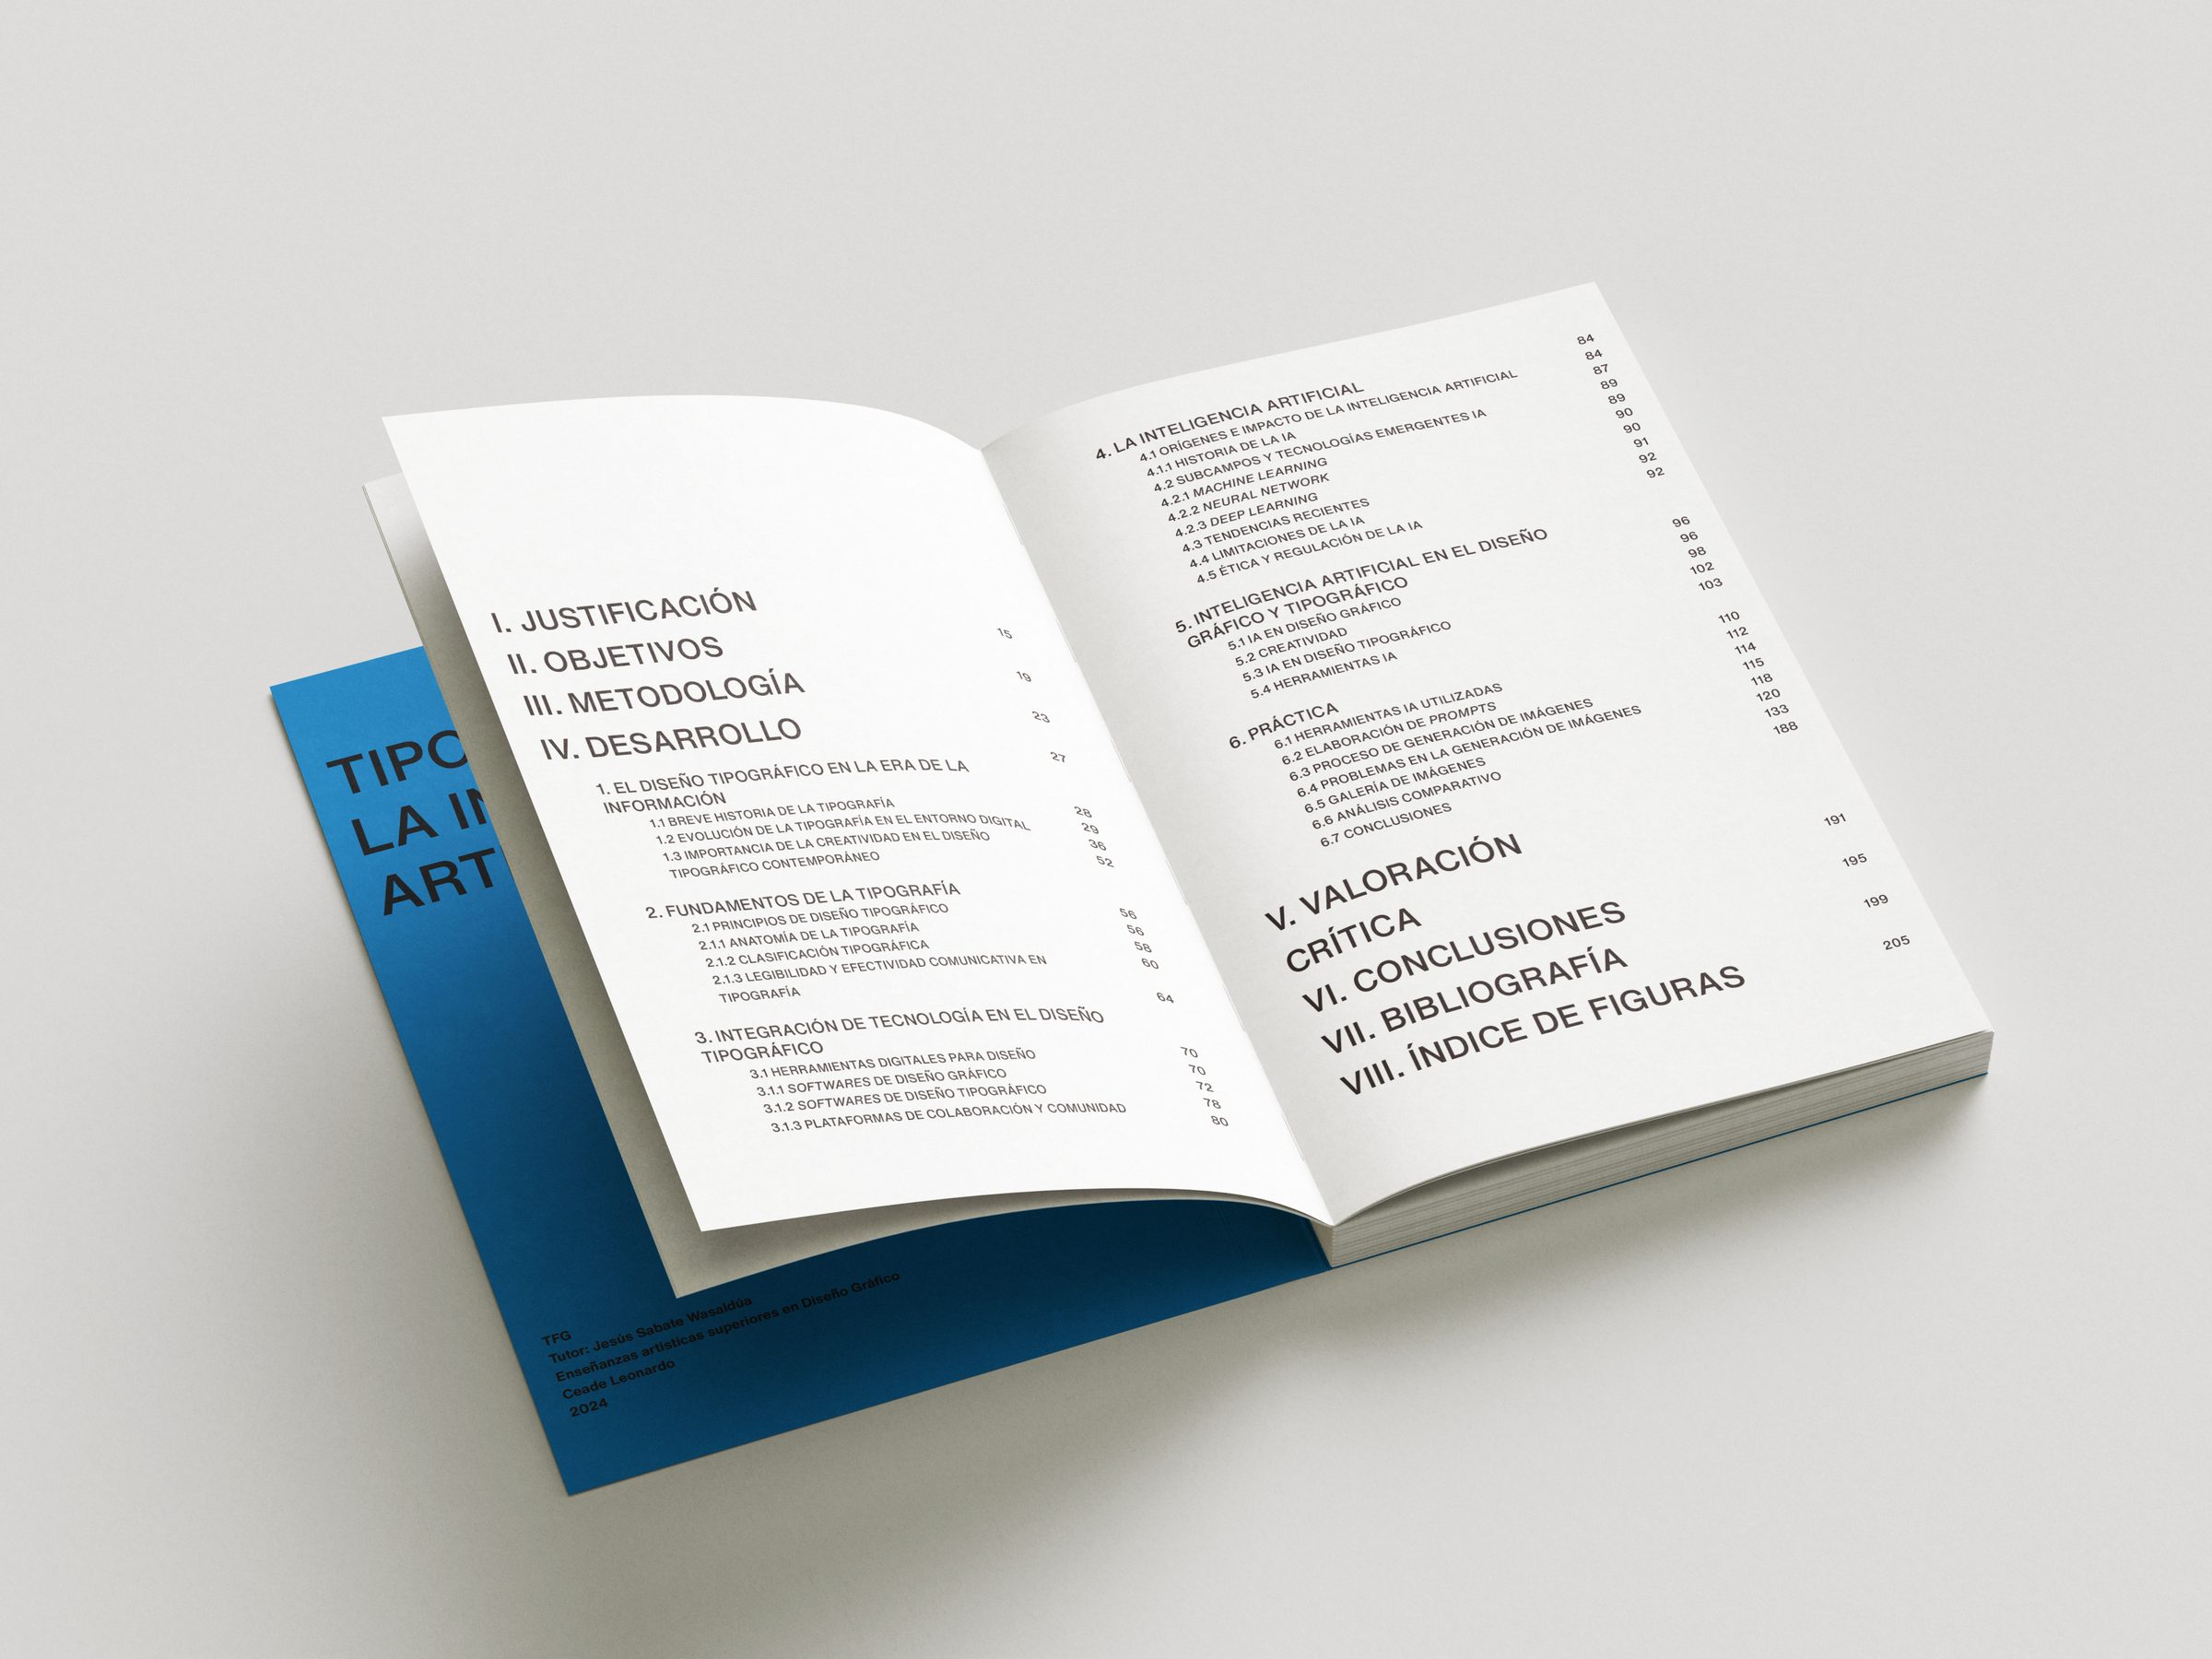 TIPO
LA IN
ART
TFG
Tutor: Jesús Sabate Wasaldúa
Enseñanzas artísticas superiores en Diseño Gráfico
Ceade Leonardo
2024
I. JUSTIFICACIÓN 15
II. OBJETIVOS 19
III. METODOLOGÍA 23
IV. DESARROLLO 27
1. EL DISEÑO TIPOGRÁFICO EN LA ERA DE LA 28
INFORMACIÓN
1.1 BREVE HISTORIA DE LA TIPOGRAFÍA 29
1.2 EVOLUCIÓN DE LA TIPOGRAFÍA EN EL ENTORNO DIGITAL 36
1.3 IMPORTANCIA DE LA CREATIVIDAD EN EL DISEÑO 52
TIPOGRÁFICO CONTEMPORÁNEO
2. FUNDAMENTOS DE LA TIPOGRAFÍA 56
2.1 PRINCIPIOS DE DISEÑO TIPOGRÁFICO 56
2.1.1 ANATOMÍA DE LA TIPOGRAFÍA 58
2.1.2 CLASIFICACIÓN TIPOGRÁFICA 60
2.1.3 LEGIBILIDAD Y EFECTIVIDAD COMUNICATIVA EN 64
TIPOGRAFÍA
3. INTEGRACIÓN DE TECNOLOGÍA EN EL DISEÑO 70
TIPOGRÁFICO
3.1 HERRAMIENTAS DIGITALES PARA DISEÑO 70
3.1.1 SOFTWARES DE DISEÑO GRÁFICO 72
3.1.2 SOFTWARES DE DISEÑO TIPOGRÁFICO 78
3.1.3 PLATAFORMAS DE COLABORACIÓN Y COMUNIDAD 80
4. LA INTELIGENCIA ARTIFICIAL 84
4.1 ORÍGENES E IMPACTO DE LA INTELIGENCIA ARTIFICIAL 84
4.1.1 HISTORIA DE LA IA 87
4.2 SUBCAMPOS Y TECNOLOGÍAS EMERGENTES IA 89
4.2.1 MACHINE LEARNING 89
4.2.2 NEURAL NETWORK 90
4.2.3 DEEP LEARNING 90
4.3 TENDENCIAS RECIENTES 91
4.4 LIMITACIONES DE LA IA 92
4.5 ÉTICA Y REGULACIÓN DE LA IA 92
5. INTELIGENCIA ARTIFICIAL EN EL DISEÑO 96
GRÁFICO Y TIPOGRÁFICO
5.1 IA EN DISEÑO GRÁFICO 96
5.2 CREATIVIDAD 98
5.3 IA EN DISEÑO TIPOGRÁFICO 102
5.4 HERRAMIENTAS IA 103
6. PRÁCTICA 110
6.1 HERRAMIENTAS IA UTILIZADAS 112
6.2 ELABORACIÓN DE PROMPTS 114
6.3 PROCESO DE GENERACIÓN DE IMÁGENES 115
6.4 PROBLEMAS EN LA GENERACIÓN DE IMÁGENES 118
6.5 GALERÍA DE IMÁGENES 120
6.6 ANÁLISIS COMPARATIVO 133
6.7 CONCLUSIONES 188
V. VALORACIÓN 191
CRÍTICA
VI. CONCLUSIONES 195
VII. BIBLIOGRAFÍA 199
VIII. ÍNDICE DE FIGURAS 205